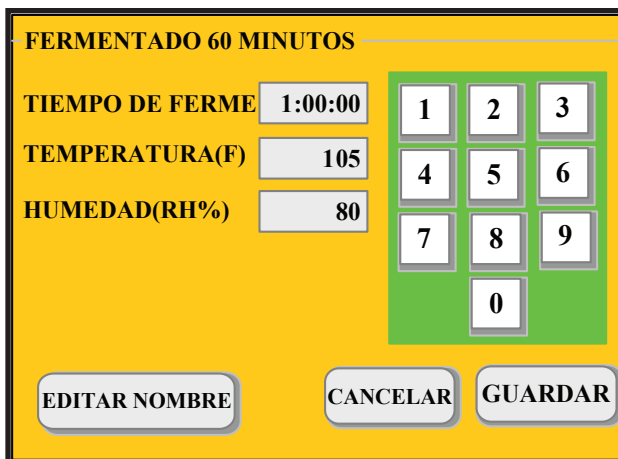 FERMENTADO 60 MINUTOS
TIEMPO DE FERME 1:00:00
TEMPERATURA(F) 105
HUMEDAD(RH%) 80
1 2 3
4 5 6
7 8 9
0
EDITAR NOMBRE CANCELAR GUARDAR